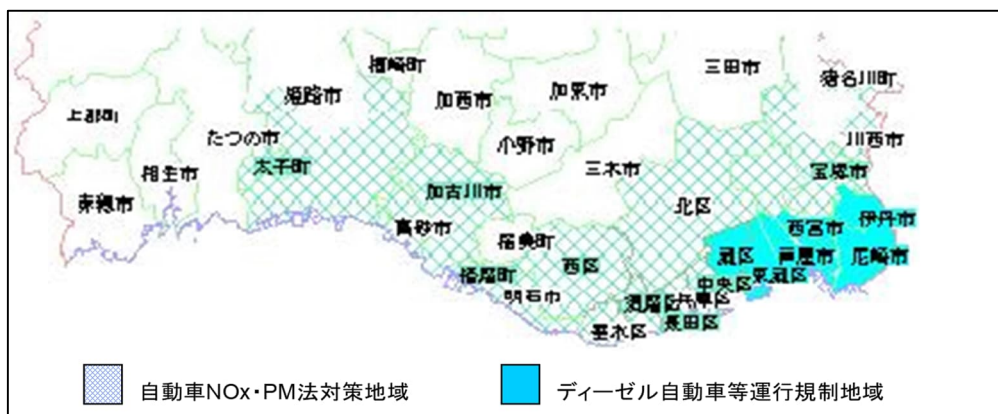 福崎町
三田市
猪名川町
姫路市
加西市
加東市
上郡町
たつの市
小野市
川西市
太子町
相生市
三木市
宝塚市
加古川市
赤穂市
北区
高砂市
稲美町
西宮市
伊丹市
西区
灘区
芦屋市
尼崎市
播磨町
中央区
東灘区
明石市
須磨区
兵庫区
垂水区
長田区
自動車NOx・PM法対策地域
ディーゼル自動車等運行規制地域